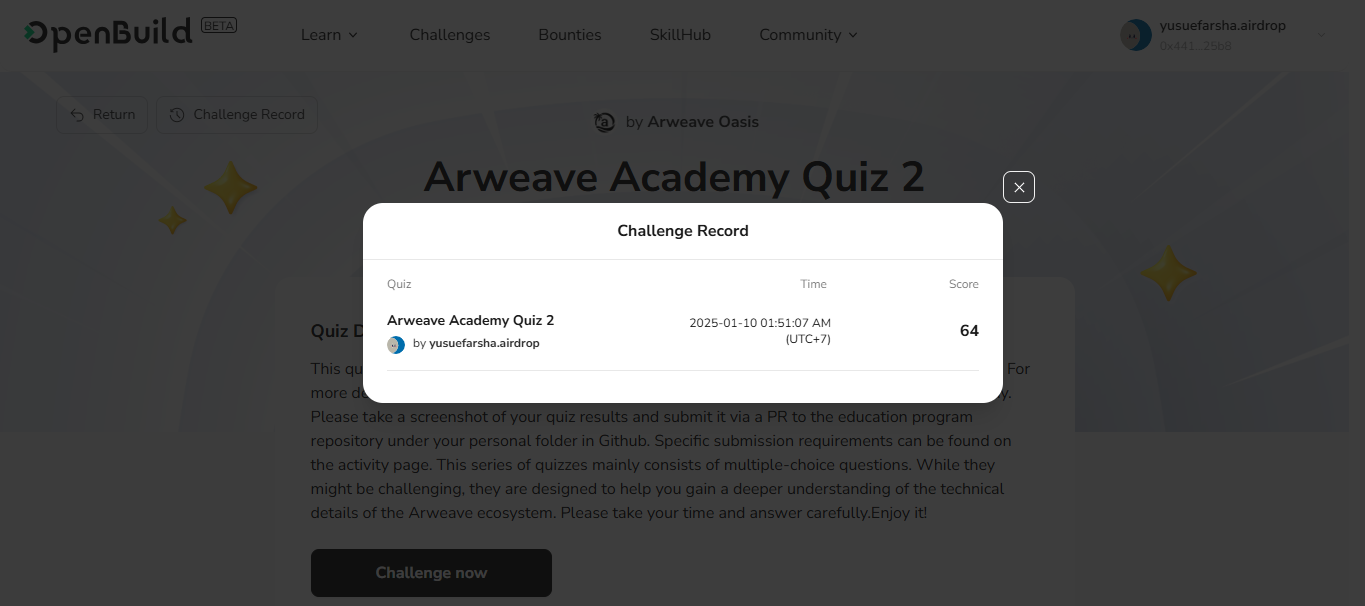 OpenBuild BETA
Learn Challenges Bounties SkillHub Community
yusuefarsha.airdrop
0x441...25b8
Return Challenge Record
by Arweave Oasis
Arweave Academy Quiz 2
Challenge Record
Quiz Time Score
Arweave Academy Quiz 2
by yusuefarsha.airdrop
2025-01-10 01:51:07 AM
(UTC+7)
64
Quiz D
This qu For
more de y.
Please take a screenshot of your quiz results and submit it via a PR to the education program
repository under your personal folder in Github. Specific submission requirements can be found on
the activity page. This series of quizzes mainly consists of multiple-choice questions. While they
might be challenging, they are designed to help you gain a deeper understanding of the technical
details of the Arweave ecosystem. Please take your time and answer carefully.Enjoy it!
Challenge now